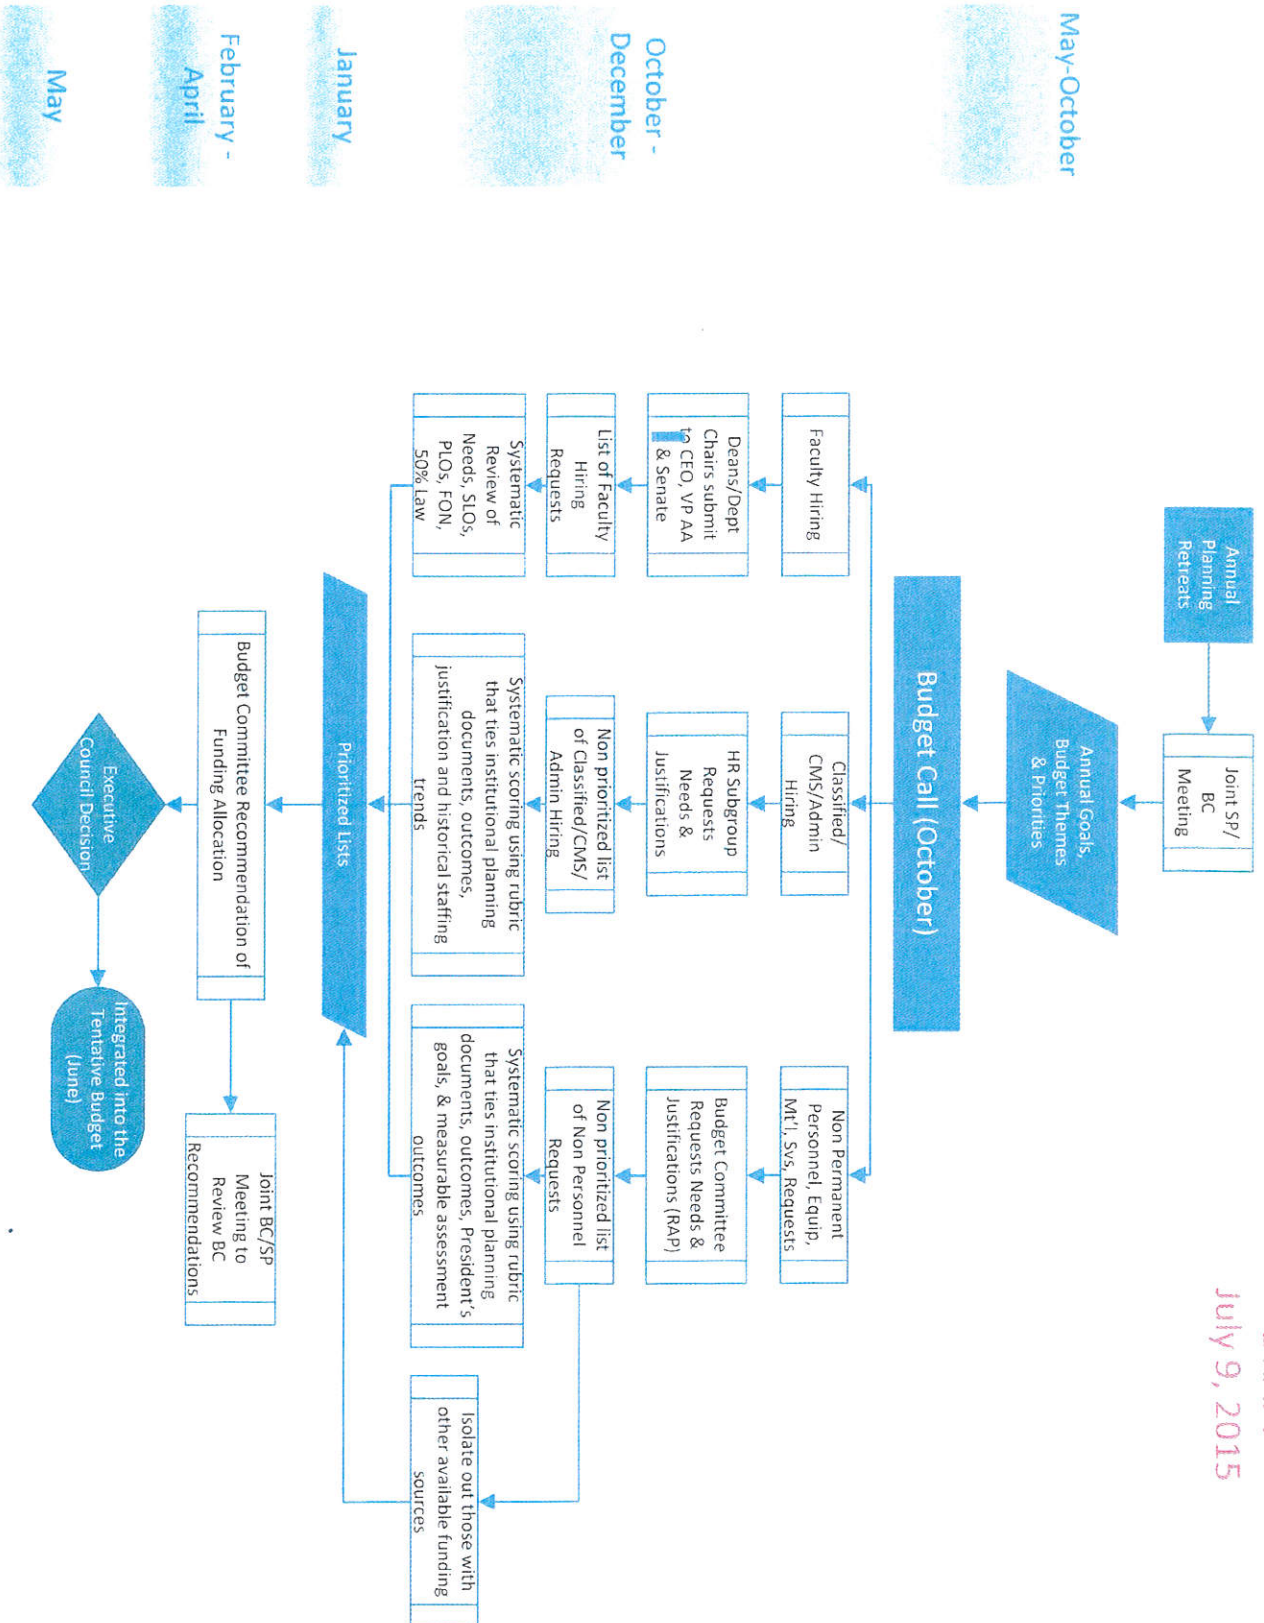 July 9, 2015
May-October
Annual
Planning
Retreats
Joint SP/
BC
Meeting
Annual Goals,
Budget Themes
& Priorities
Budget Call (October)
October -
December
Faculty Hiring
Classified/
CMS/Admin
Hiring
Non Permanent
Personnel, Equip,
Mt'l, Svs, Requests
Deans/Dept
Chairs submit
to CEO, VP AA
& Senate
HR Subgroup
Requests
Needs &
Justifications
Budget Committee
Requests Needs &
Justifications (RAP)
List of Faculty
Hiring
Requests
Non prioritized list
of Classified/CMS/
Admin Hiring
Non prioritized list
of Non Personnel
Requests
Systematic
Review of
Needs, SLOs,
PLOs, FON,
50% Law
Systematic scoring using rubric
that ties institutional planning
documents, outcomes,
justification and historical staffing
trends
Systematic scoring using rubric
that ties institutional planning
documents, outcomes, President's
goals, & measurable assessment
outcomes
Isolate out those with
other available funding
sources
January
Prioritized Lists
February -
April
Budget Committee Recommendation of
Funding Allocation
Joint BC/SP
Meeting to
Review BC
Recommendations
May
Executive
Council Decision
Integrated into the
Tentative Budget
(June)